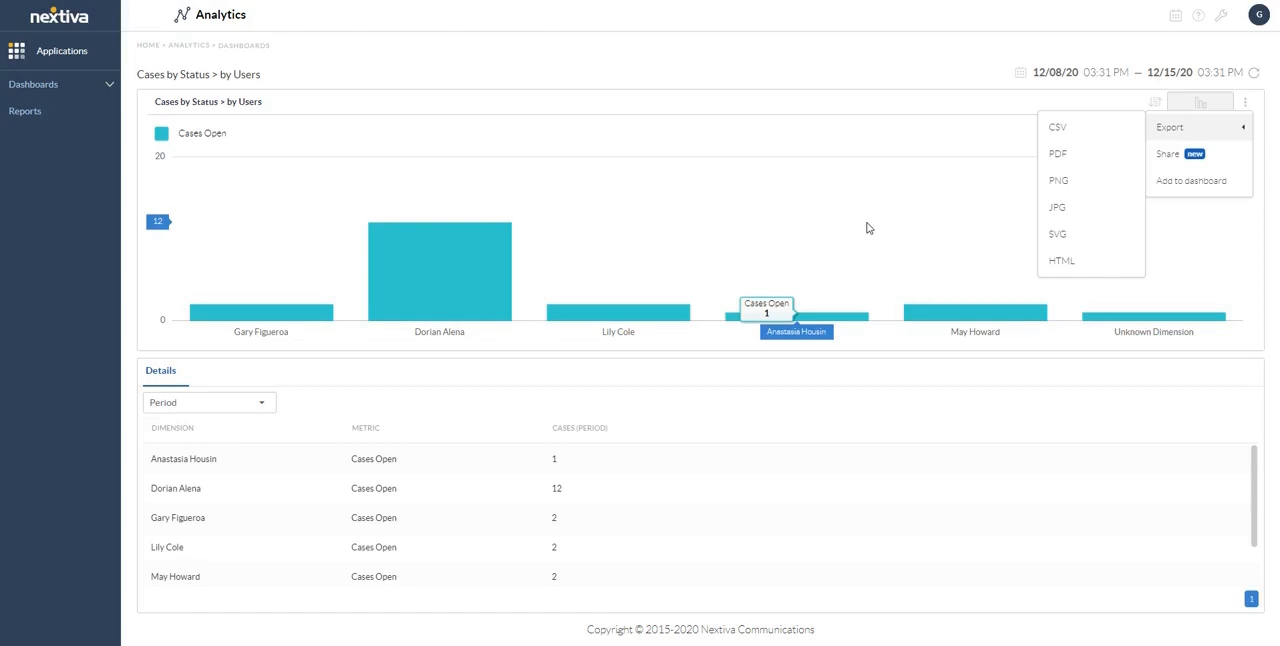 nextiva
Analytics
G
Applications
HOME • ANALYTICS • DASHBOARDS
Dashboards
Reports
Cases by Status > by Users
12/08/20 03:31 PM — 12/15/20 03:31 PM
Cases by Status > by Users
Cases Open
CSV
PDF
PNG
JPG
SVG
HTML
Export
Share new
Add to dashboard
20
12
0
Cases Open
1
Gary Figueroa
Dorian Alena
Lily Cole
Anastasia Housin
May Howard
Unknown Dimension
Details
Period
DIMENSION METRIC CASES (PERIOD)
Anastasia Housin Cases Open 1
Dorian Alena Cases Open 12
Gary Figueroa Cases Open 2
Lily Cole Cases Open 2
May Howard Cases Open 2
1
Copyright © 2015-2020 Nextiva Communications